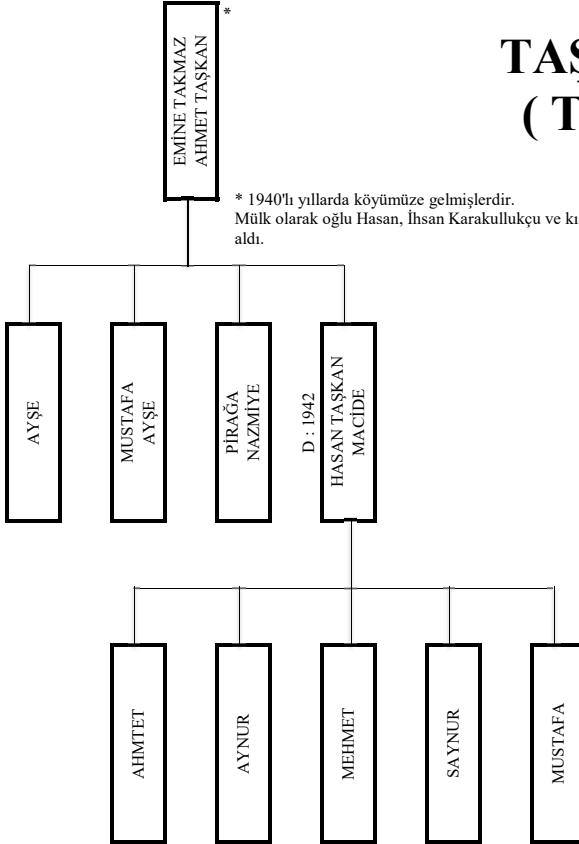 *
EMİNE TAKMAZ
AHMET TAŞKAN
TAŞ
( T
* 1940'lı yıllarda köyümüze gelmişlerdir.
Mülk olarak oğlu Hasan, İhsan Karakullukçu ve kı
aldı.
AYŞE
MUSTAFA
AYŞE
PİRAĞA
NAZMİYE
D : 1942
HASAN TAŞKAN
MACİDE
AHMTET
AYNUR
MEHMET
SAYNUR
MUSTAFA